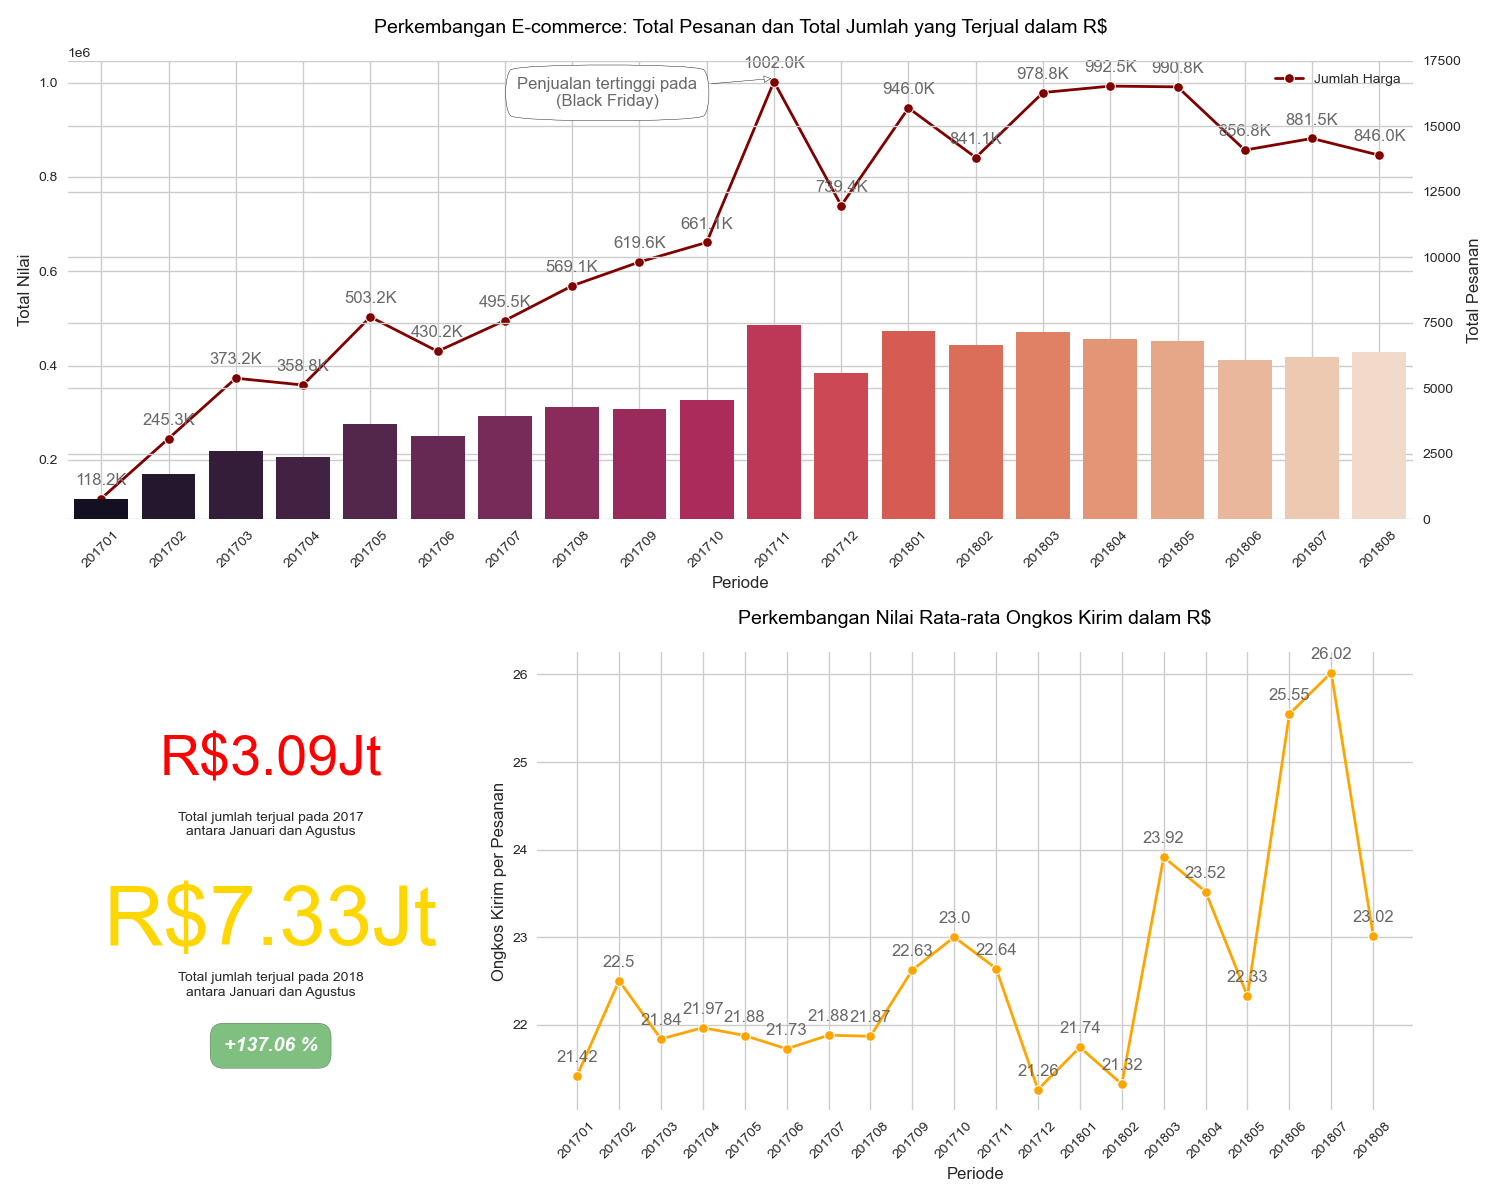 Perkembangan E-commerce: Total Pesanan dan Total Jumlah yang Terjual dalam R$
1e6
Penjualan tertinggi pada
(Black Friday)
Jumlah Harga
1.0
0.8
0.6
0.4
0.2
Total Nilai
118.2K
245.3K
373.2K
358.8K
503.2K
430.2K
495.5K
569.1K
619.6K
661.1K
1002.0K
739.4K
946.0K
841.1K
978.8K
992.5K
990.8K
856.8K
881.5K
846.0K
17500
15000
12500
10000
7500
5000
2500
0
Total Pesanan
201701
201702
201703
201704
201705
201706
201707
201708
201709
201710
201711
201712
201801
201802
201803
201804
201805
201806
201807
201808
Periode
R$3.09Jt
Total jumlah terjual pada 2017
antara Januari dan Agustus
R$7.33Jt
Total jumlah terjual pada 2018
antara Januari dan Agustus
+137.06 %
Perkembangan Nilai Rata-rata Ongkos Kirim dalam R$
26
25
24
23
22
Ongkos Kirim per Pesanan
21.42
22.5
21.84
21.97
21.88
21.73
21.88
21.87
22.63
23.0
22.64
21.26
21.74
21.32
23.92
23.52
22.33
25.55
26.02
23.02
201701
201702
201703
201704
201705
201706
201707
201708
201709
201710
201711
201712
201801
201802
201803
201804
201805
201806
201807
201808
Periode